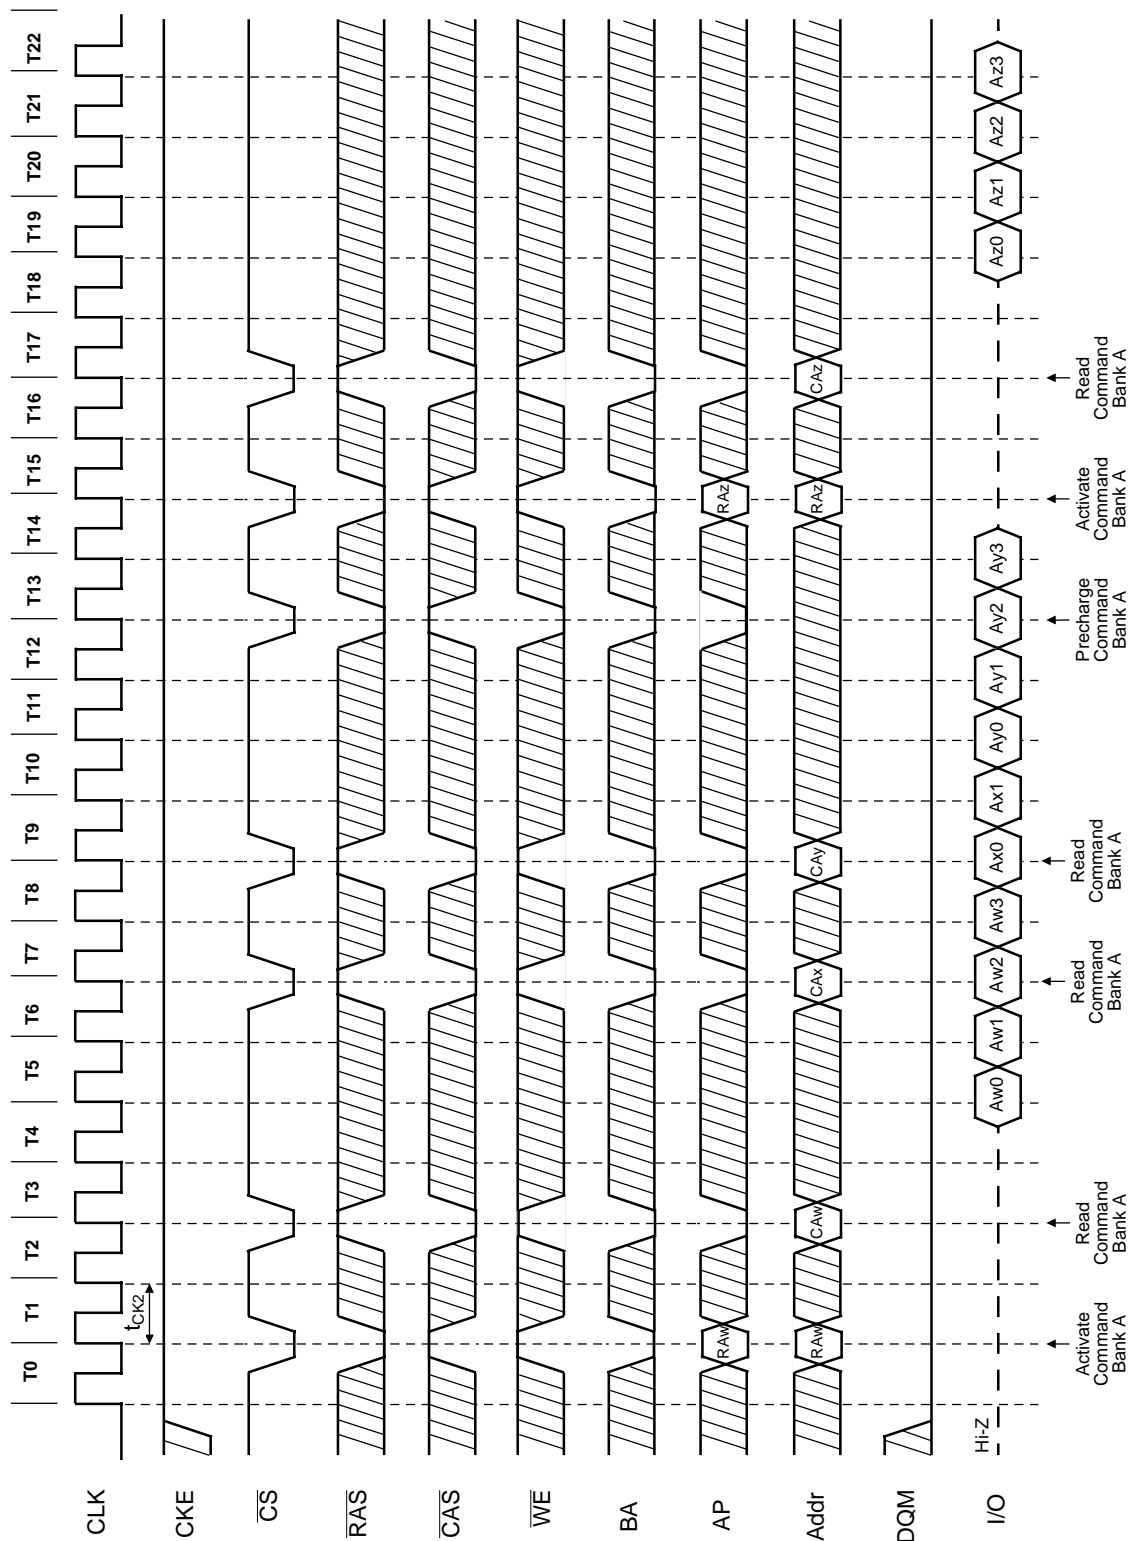 T0 T1 T2 T3 T4 T5 T6 T7 T8 T9 T10 T11 T12 T13 T14 T15 T16 T17 T18 T19 T20 T21 T22
CLK
tCK2
CKE
CS
RAS
CAS
WE
BA
AP
RAw RAz
Addr
RAw CAw CAx CAy RAz CAz
DQM
I/O
Hi-Z
Aw0 Aw1 Aw2 Aw3 Ax0 Ax1 Ay0 Ay1 Ay2 Ay3 Az0 Az1 Az2 Az3
Activate
Command
Bank A
Read
Command
Bank A
Read
Command
Bank A
Read
Command
Bank A
Precharge
Command
Bank A
Activate
Command
Bank A
Read
Command
Bank A